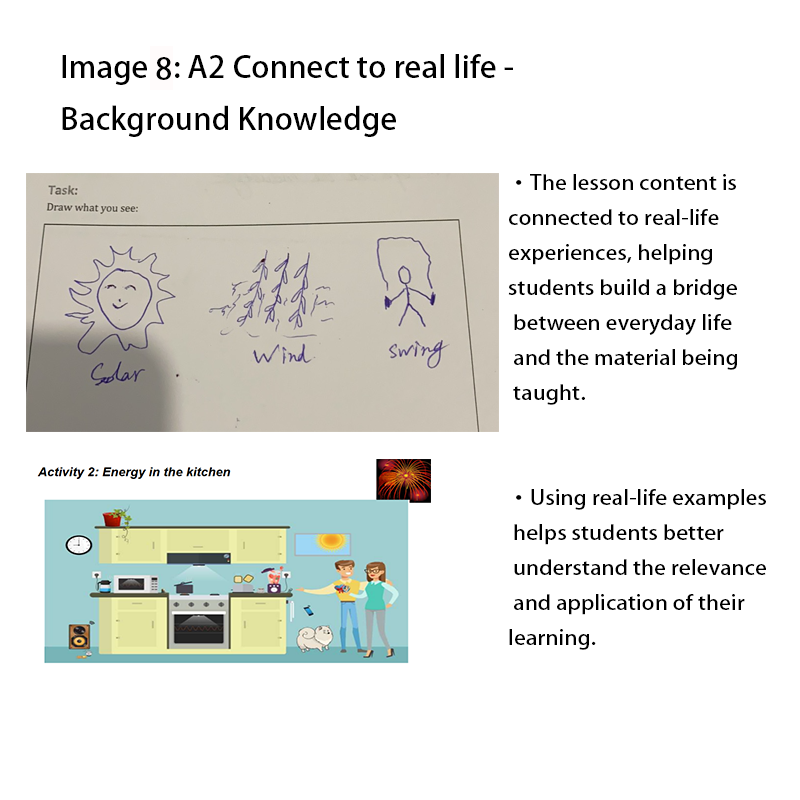 Image 8: A2 Connect to real life -
Background Knowledge
Task:
Draw what you see:
Solar
Wind
swing
• The lesson content is
connected to real-life
experiences, helping
students build a bridge
between everyday life
and the material being
taught.
Activity 2: Energy in the kitchen
• Using real-life examples
helps students better
understand the relevance
and application of their
learning.